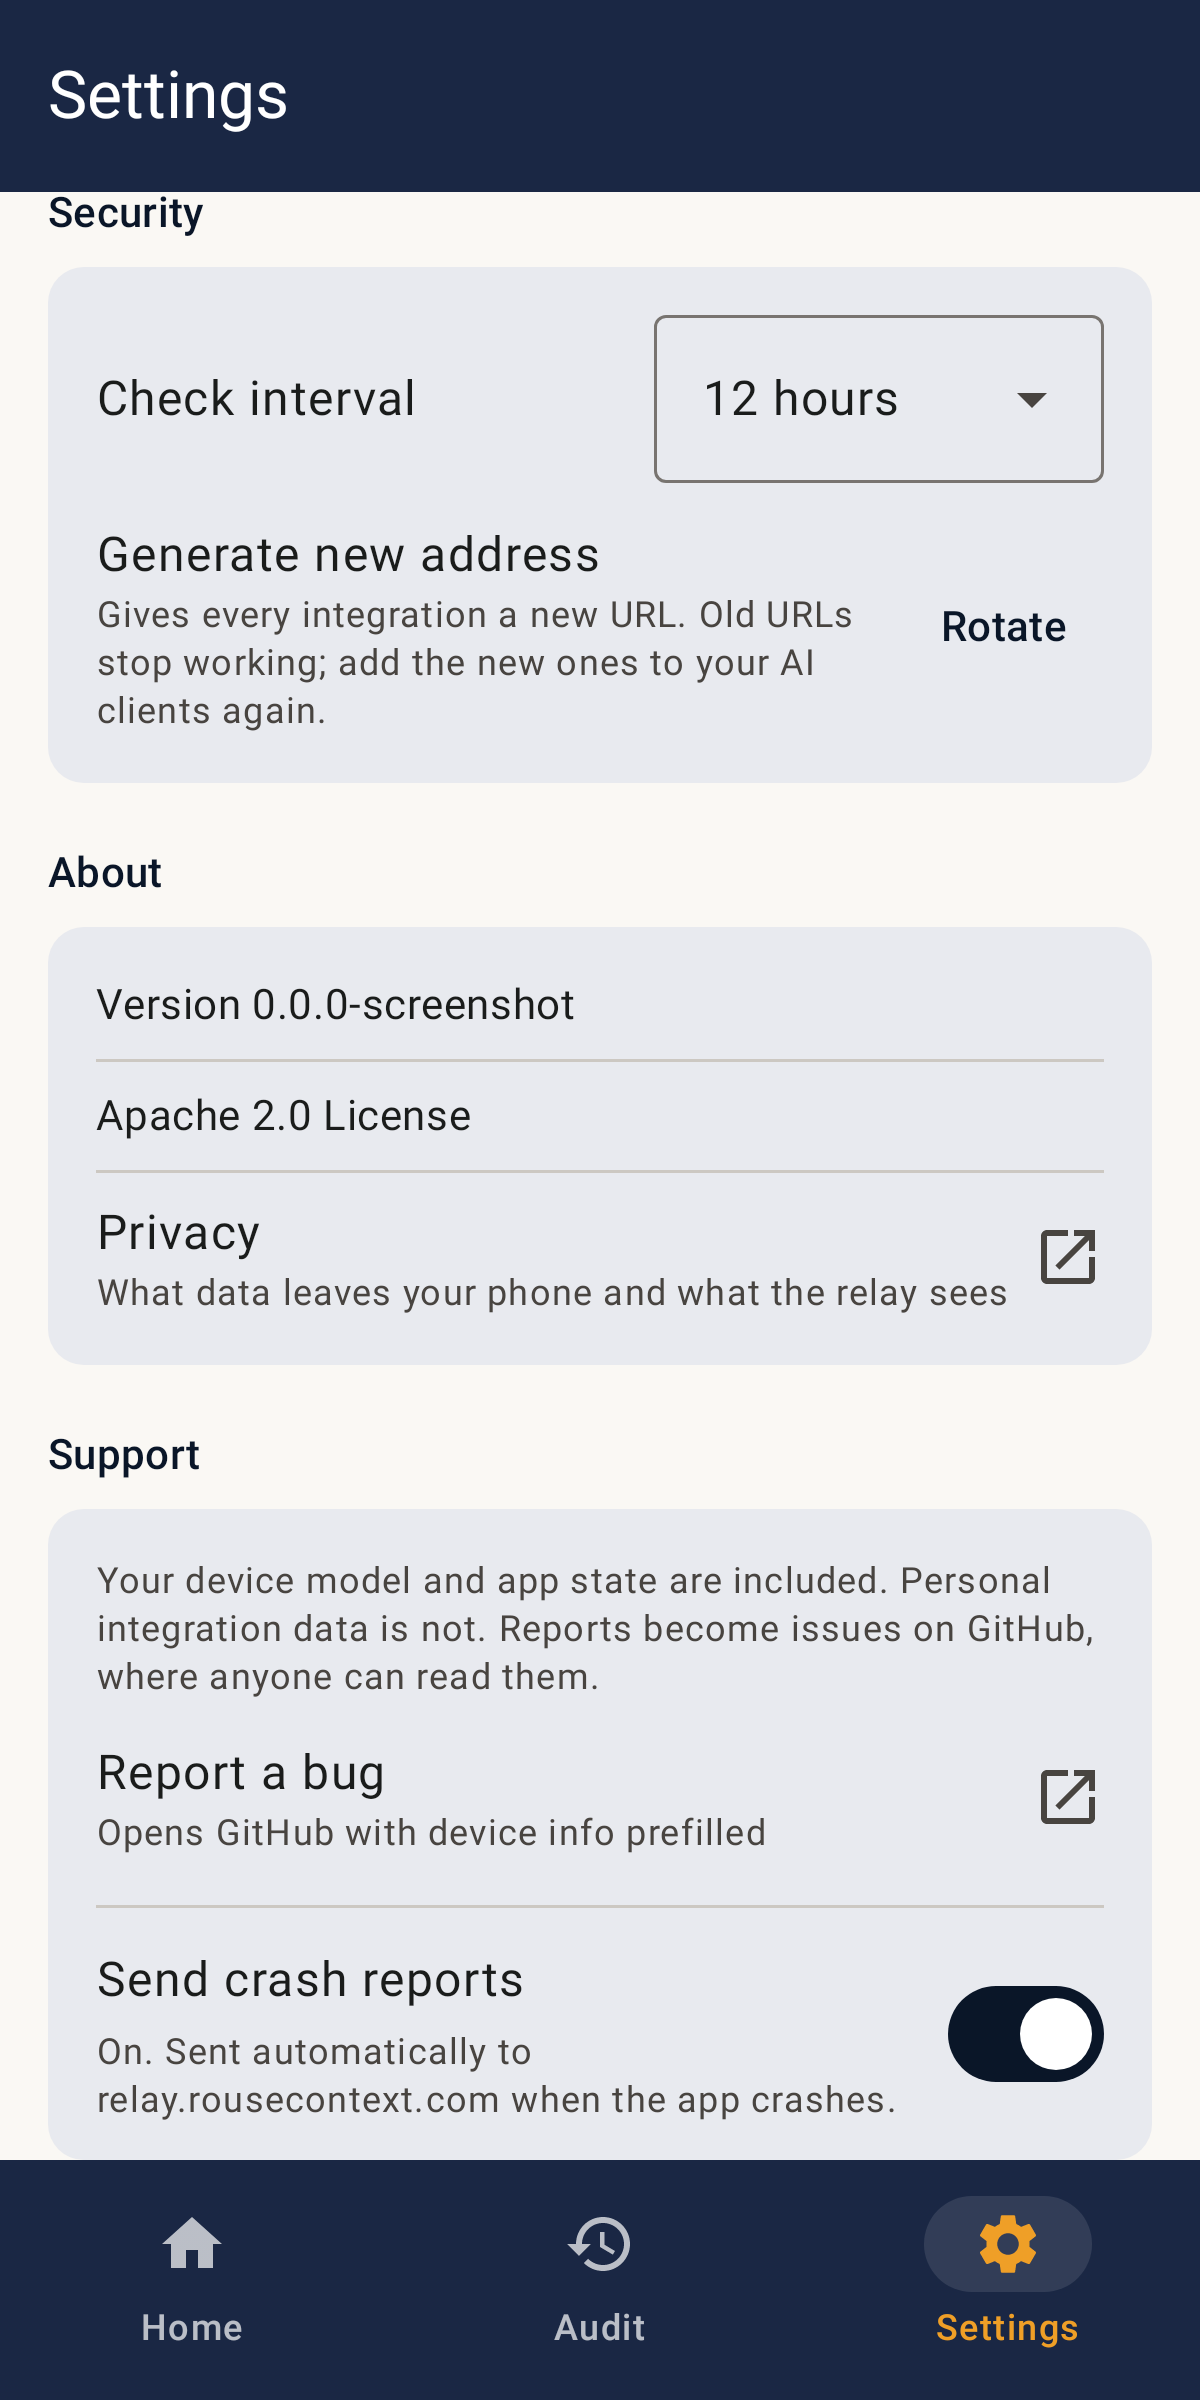 Settings
Security
Check interval
12 hours
Generate new address
Gives every integration a new URL. Old URLs
stop working; add the new ones to your AI
clients again.
Rotate
About
Version 0.0.0-screenshot
Apache 2.0 License
Privacy
What data leaves your phone and what the relay sees
Support
Your device model and app state are included. Personal
integration data is not. Reports become issues on GitHub,
where anyone can read them.
Report a bug
Opens GitHub with device info prefilled
Send crash reports
On. Sent automatically to
relay.rousecontext.com when the app crashes.
Home
Audit
Settings